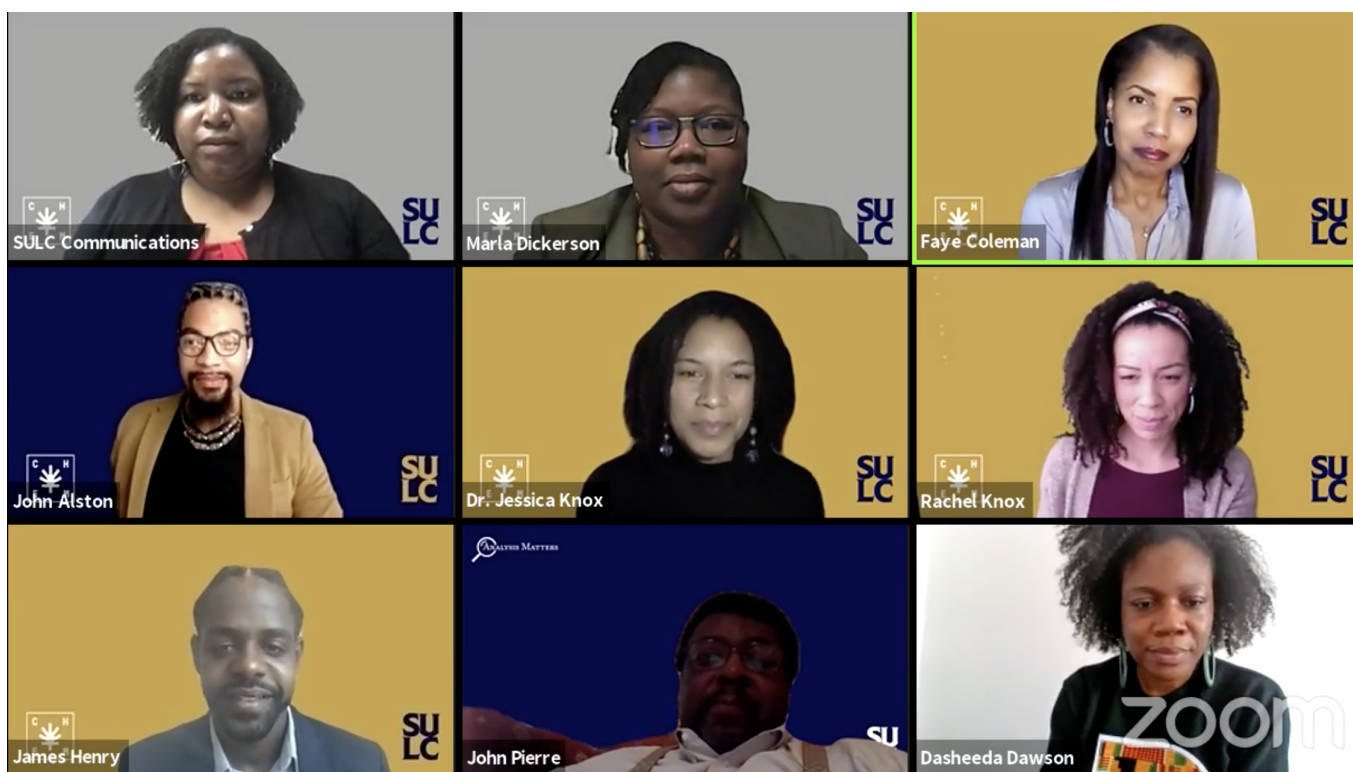 C H
SU
LC
SULC Communications
C H
SU
LC
Marla Dickerson
C H
SU
LC
Faye Coleman
C H
E M
SU
LC
John Alston
C H
SU
LC
Dr. Jessica Knox
C H
E M
SU
LC
Rachel Knox
C H
E M
SU
LC
James Henry
ANALYSIS MATTERS
SU
John Pierre
zoom
Dasheeda Dawson